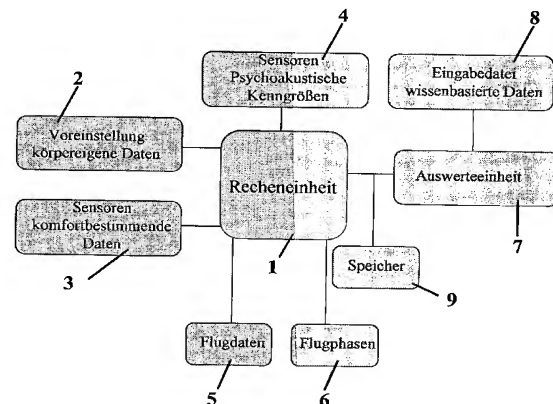 4
8
Sensoren
Psychoakustische
Kenngrößen
Eingabedatei
wissenbasierte Daten
2
Voreinstellung
körpereigene Daten
Recheneinheit
Auswerteeinheit
Sensoren
komfortbestimmende
Daten
1
7
3
Speicher
9
Flugdaten
Flugphasen
5
6